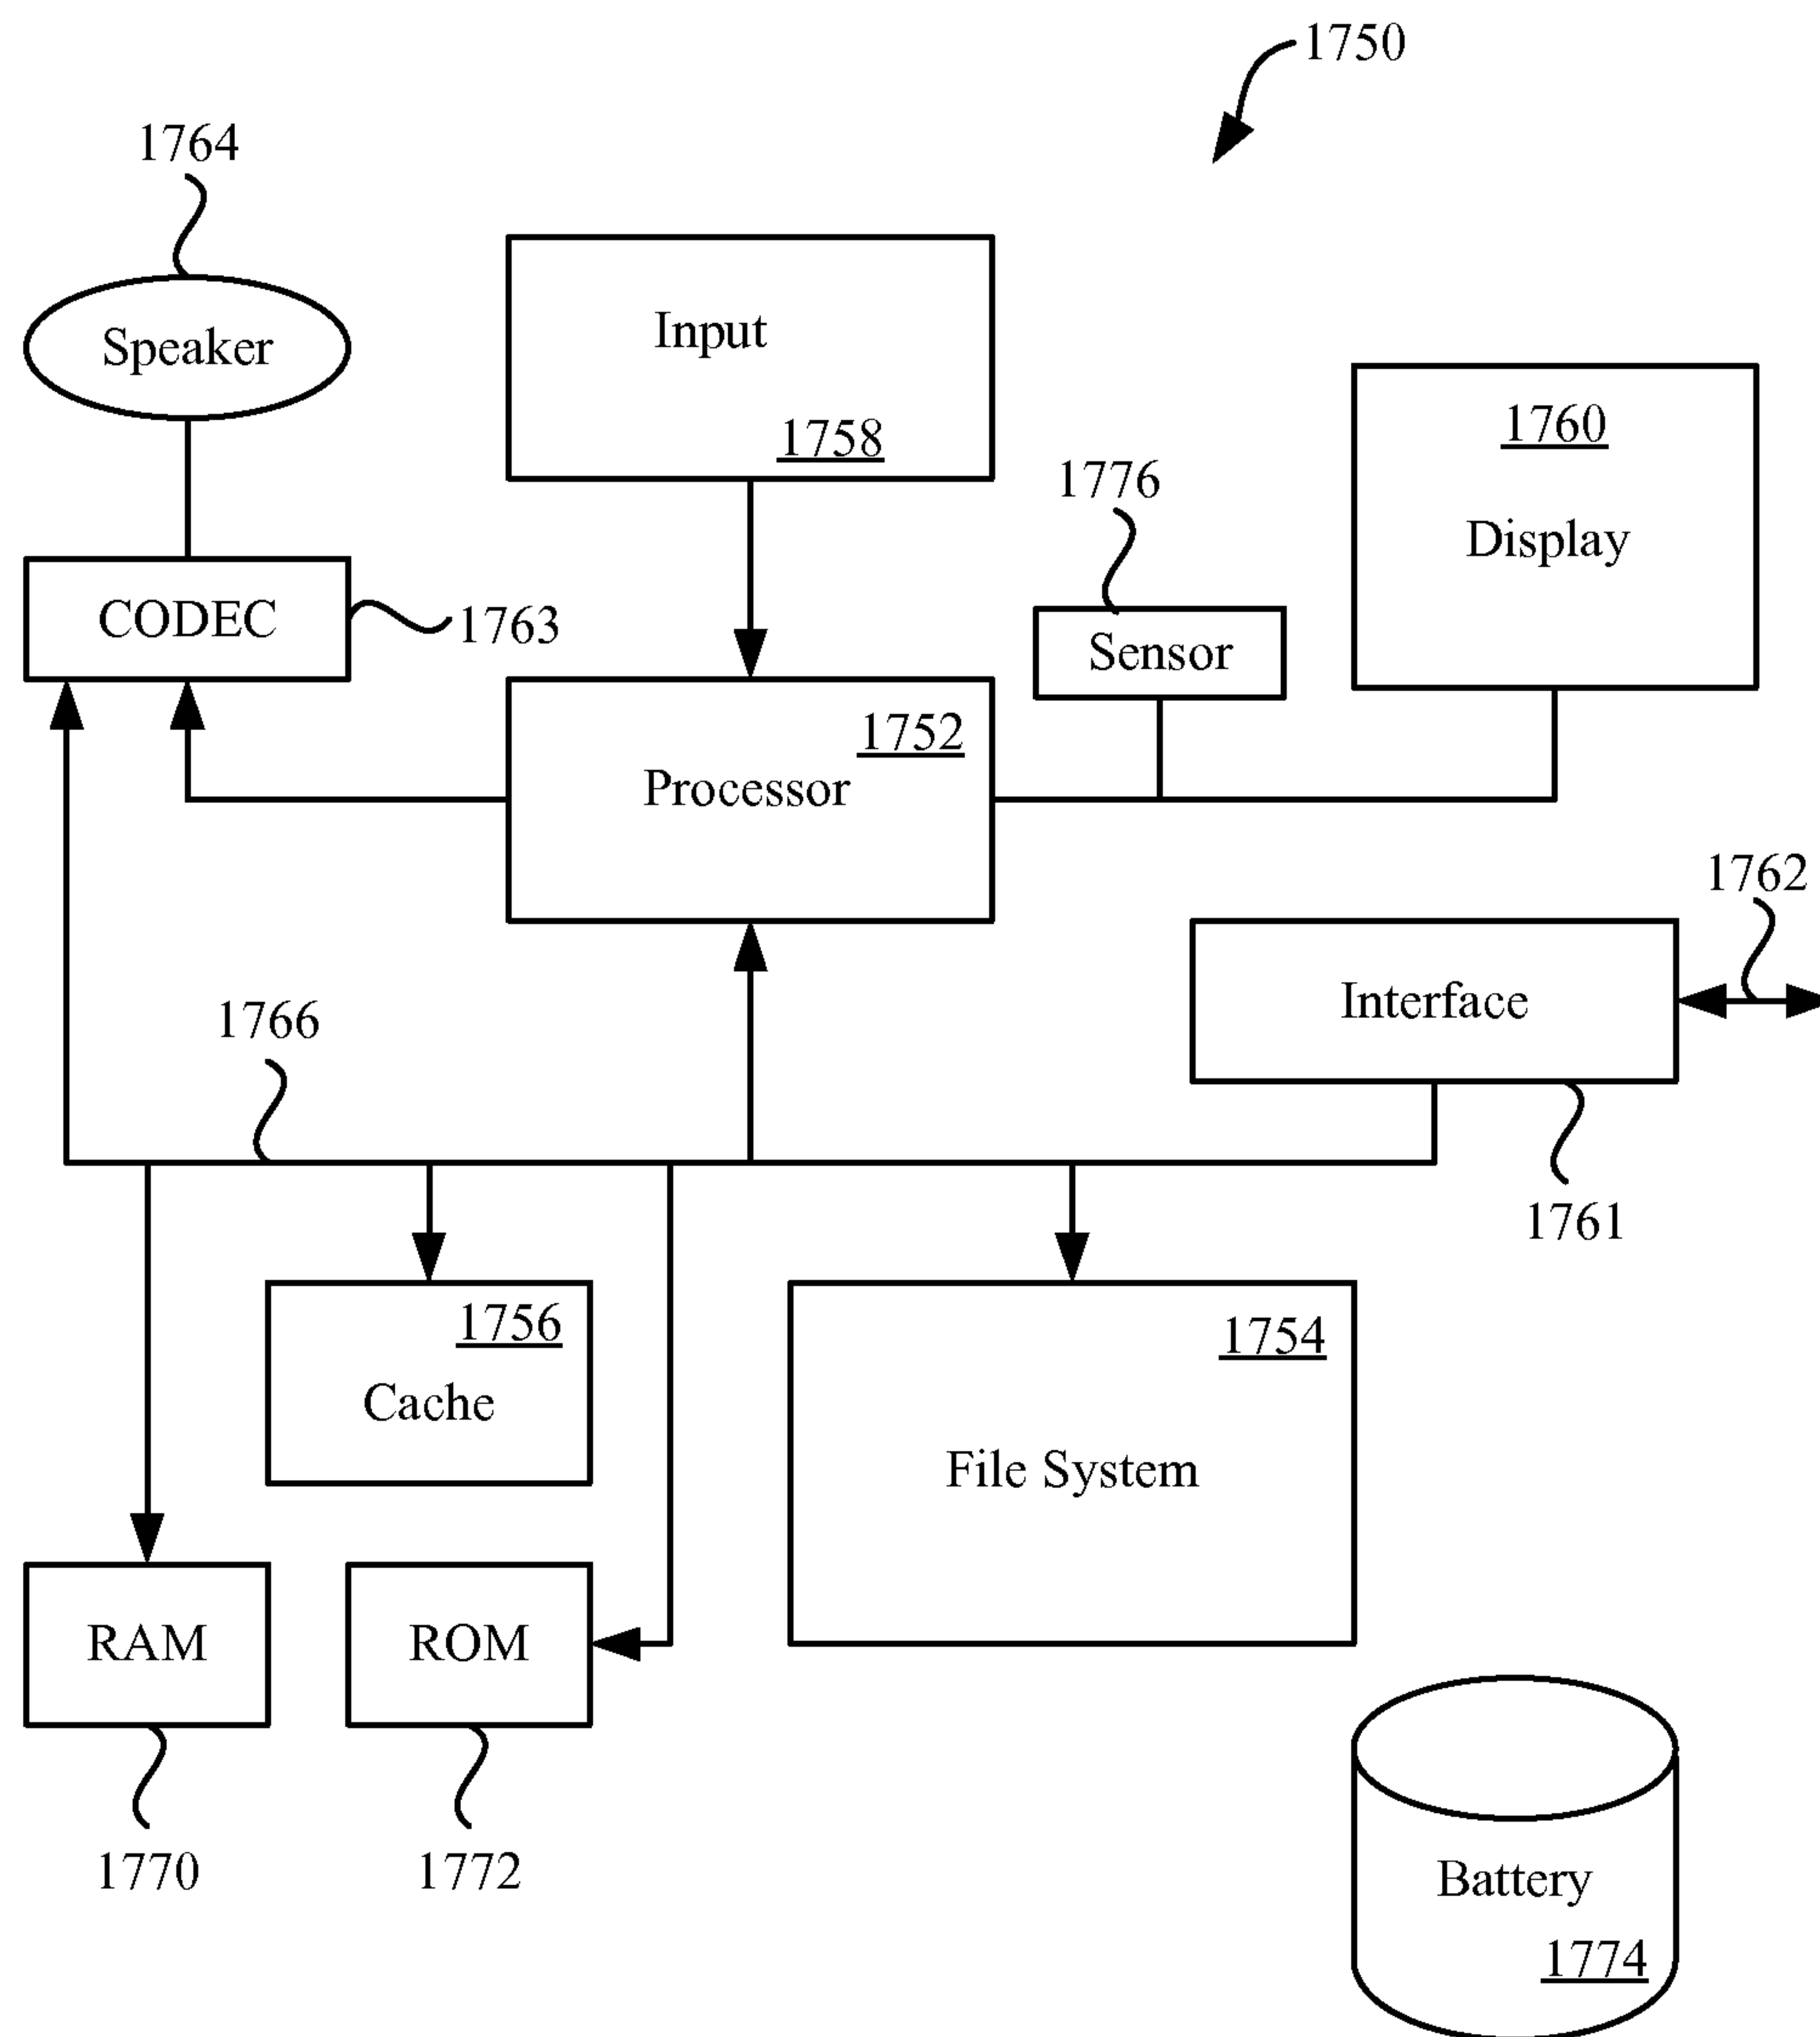 1750
1764
Speaker
Input
1758
1760
Display
1776
Sensor
CODEC
1763
1752
Processor
1762
Interface
1766
1761
1756
Cache
1754
File System
RAM
ROM
1770
1772
Battery
1774